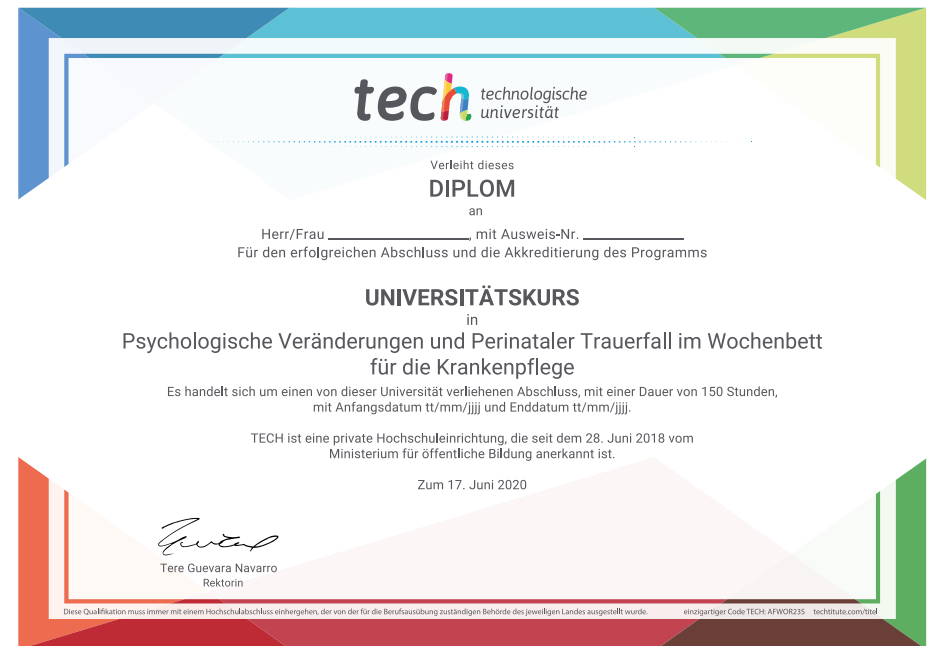 tech technologische
universität
Verleiht dieses
DIPLOM
an
Herr/Frau ____________, mit Ausweis-Nr. ____________
Für den erfolgreichen Abschluss und die Akkreditierung des Programms
UNIVERSITÄTSKURS
in
Psychologische Veränderungen und Perinataler Trauerfall im Wochenbett
für die Krankenpflege
Es handelt sich um einen von dieser Universität verliehenen Abschluss, mit einer Dauer von 150 Stunden,
mit Anfangsdatum tt/mm/jjjj und Enddatum tt/mm/jjjj.
TECH ist eine private Hochschuleinrichtung, die seit dem 28. Juni 2018 vom
Ministerium für öffentliche Bildung anerkannt ist.
Zum 17. Juni 2020
Tere Guevara Navarro
Rektorin
Diese Qualifikation muss immer mit einem Hochschulabschluss einhergehen, der von der für die Berufsausübung zuständigen Behörde des jeweiligen Landes ausgestellt wurde. einzigartiger Code TECH: AFWOR23S techtitute.com/titel